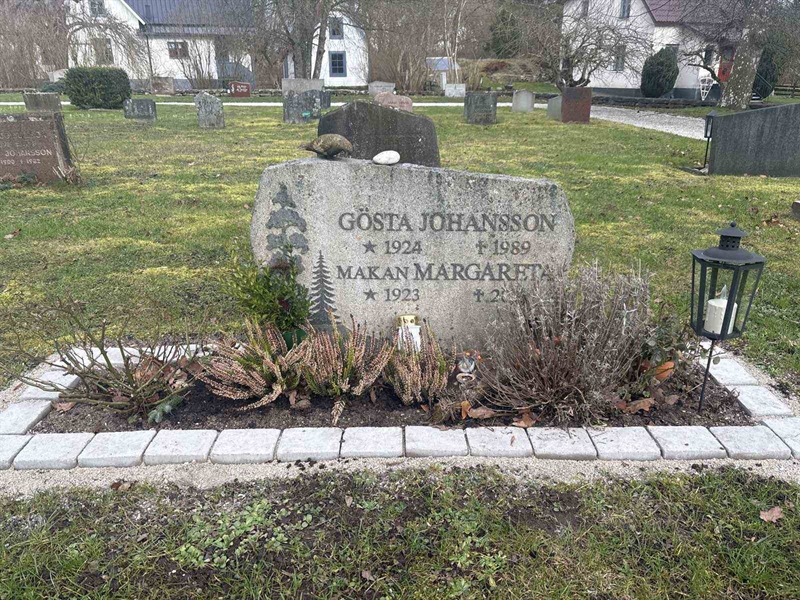 GÖSTA JOHANSSON
★ 1924 ✝ 1989
MAKAN MARGARETA
★ 1923 ✝
JOHANSSON